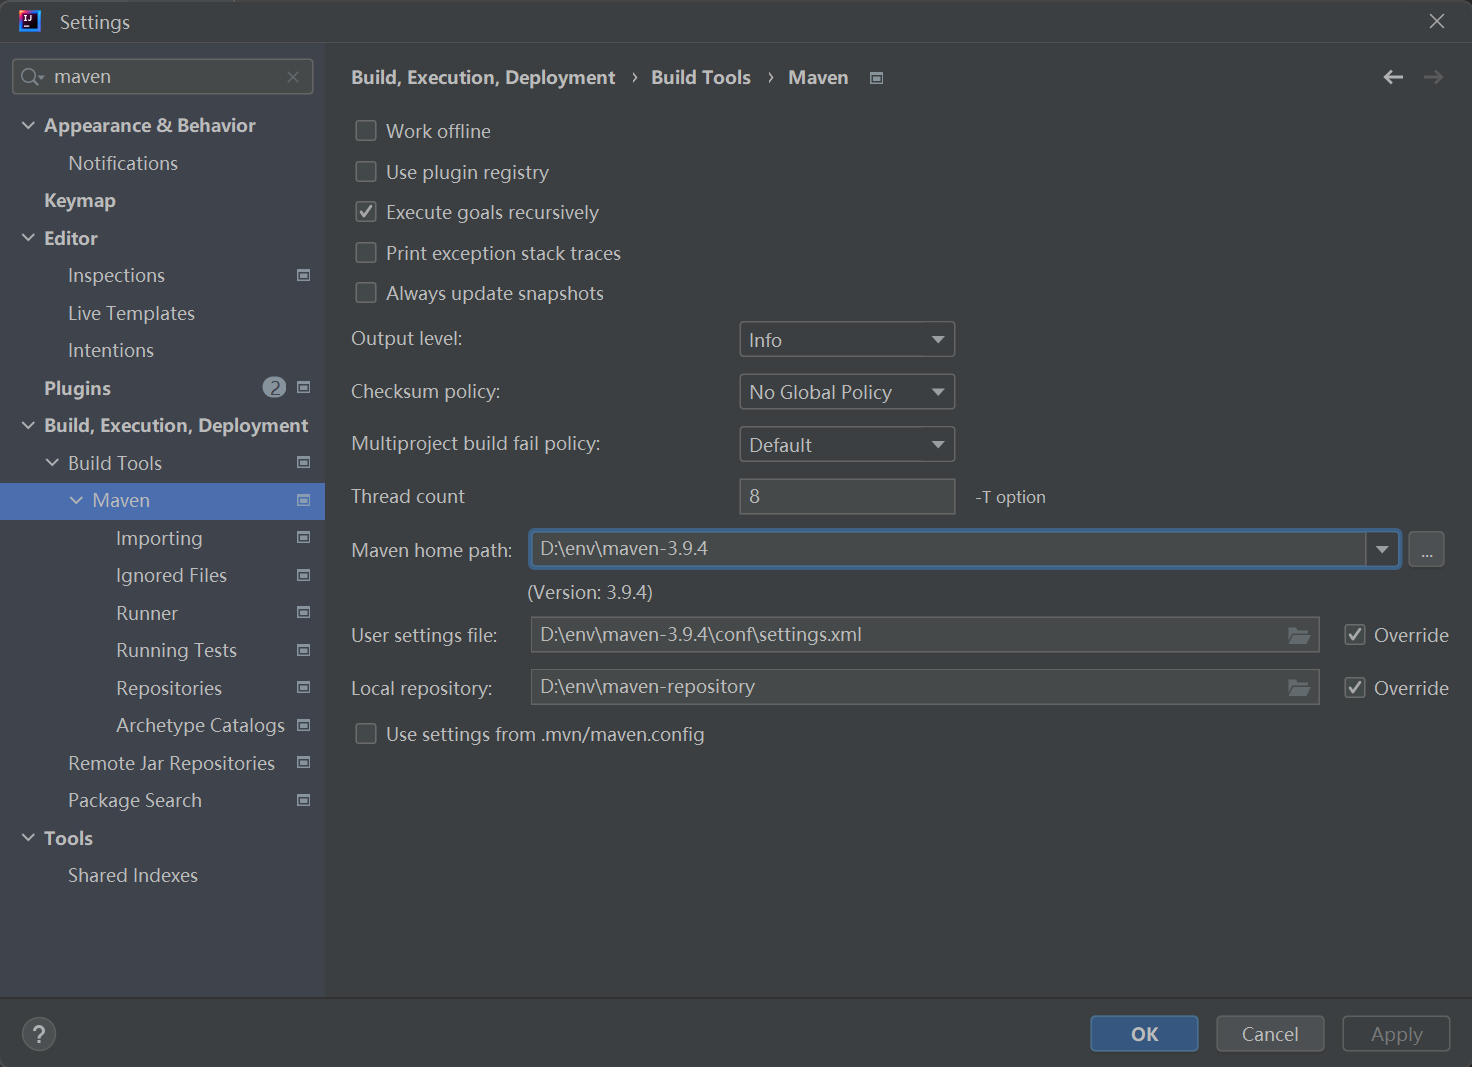 Settings
maven
Appearance & Behavior
Notifications
Keymap
Editor
Inspections
Live Templates
Intentions
Plugins 2
Build, Execution, Deployment
Build Tools
Maven
Importing
Ignored Files
Runner
Running Tests
Repositories
Archetype Catalogs
Remote Jar Repositories
Package Search
Tools
Shared Indexes
Build, Execution, Deployment › Build Tools › Maven
Work offline
Use plugin registry
Execute goals recursively
Print exception stack traces
Always update snapshots
Output level: Info
Checksum policy: No Global Policy
Multiproject build fail policy: Default
Thread count 8 -T option
Maven home path: D:\env\maven-3.9.4 ...
(Version: 3.9.4)
User settings file: D:\env\maven-3.9.4\conf\settings.xml Override
Local repository: D:\env\maven-repository Override
Use settings from .mvn/maven.config
? OK Cancel Apply